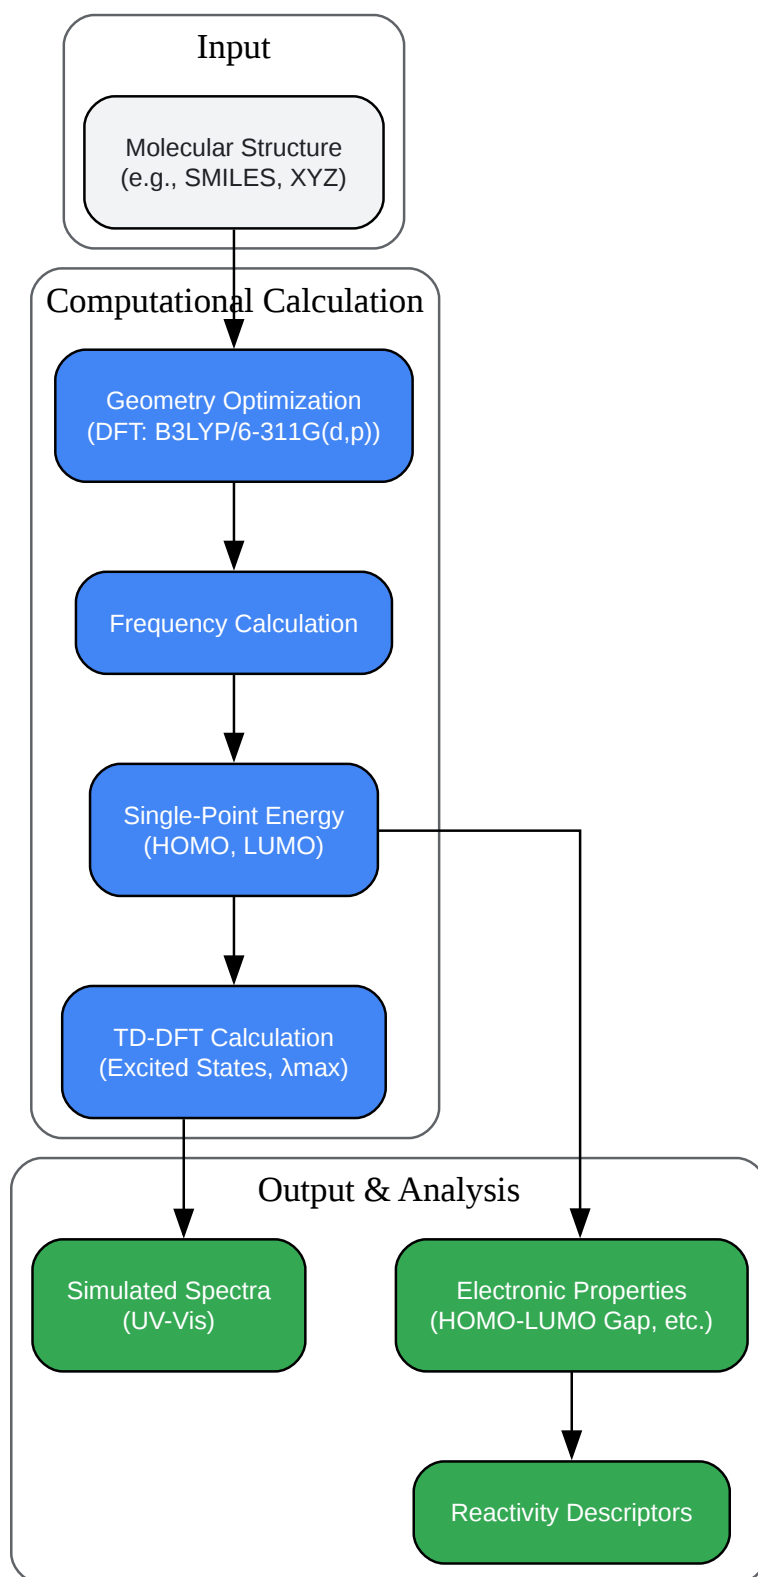 Input
Molecular Structure
(e.g., SMILES, XYZ)
Computational Calculation
Geometry Optimization
(DFT: B3LYP/6-311G(d,p))
Frequency Calculation
Single-Point Energy
(HOMO, LUMO)
TD-DFT Calculation
(Excited States, λmax)
Output & Analysis
Simulated Spectra
(UV-Vis)
Electronic Properties
(HOMO-LUMO Gap, etc.)
Reactivity Descriptors